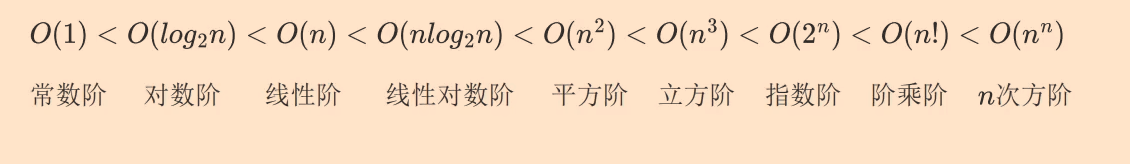 O(1) < O(log₂n) < O(n) < O(nlog₂n) < O(n²) < O(n³) < O(2ⁿ) < O(n!) < O(nⁿ)
常数阶 对数阶 线性阶 线性对数阶 平方阶 立方阶 指数阶 阶乘阶 n次方阶